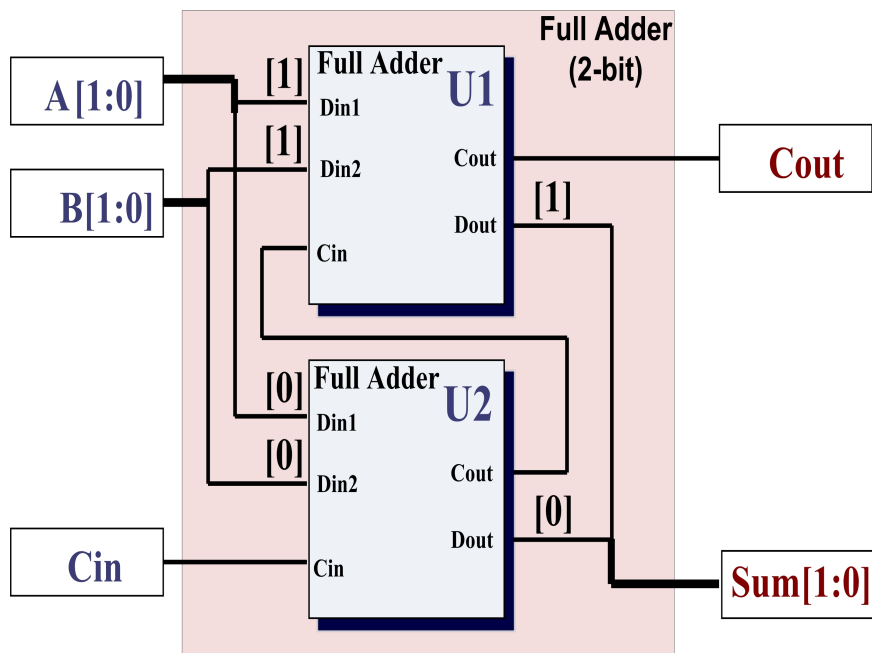 Full Adder
(2-bit)
A[1:0]
B[1:0]
Cin
[1]
[1]
Full Adder
U1
Din1
Din2
Cin
Cout
Dout
[1]
[0]
[0]
Full Adder
U2
Din1
Din2
Cin
Cout
Dout
[0]
Cout
Sum[1:0]